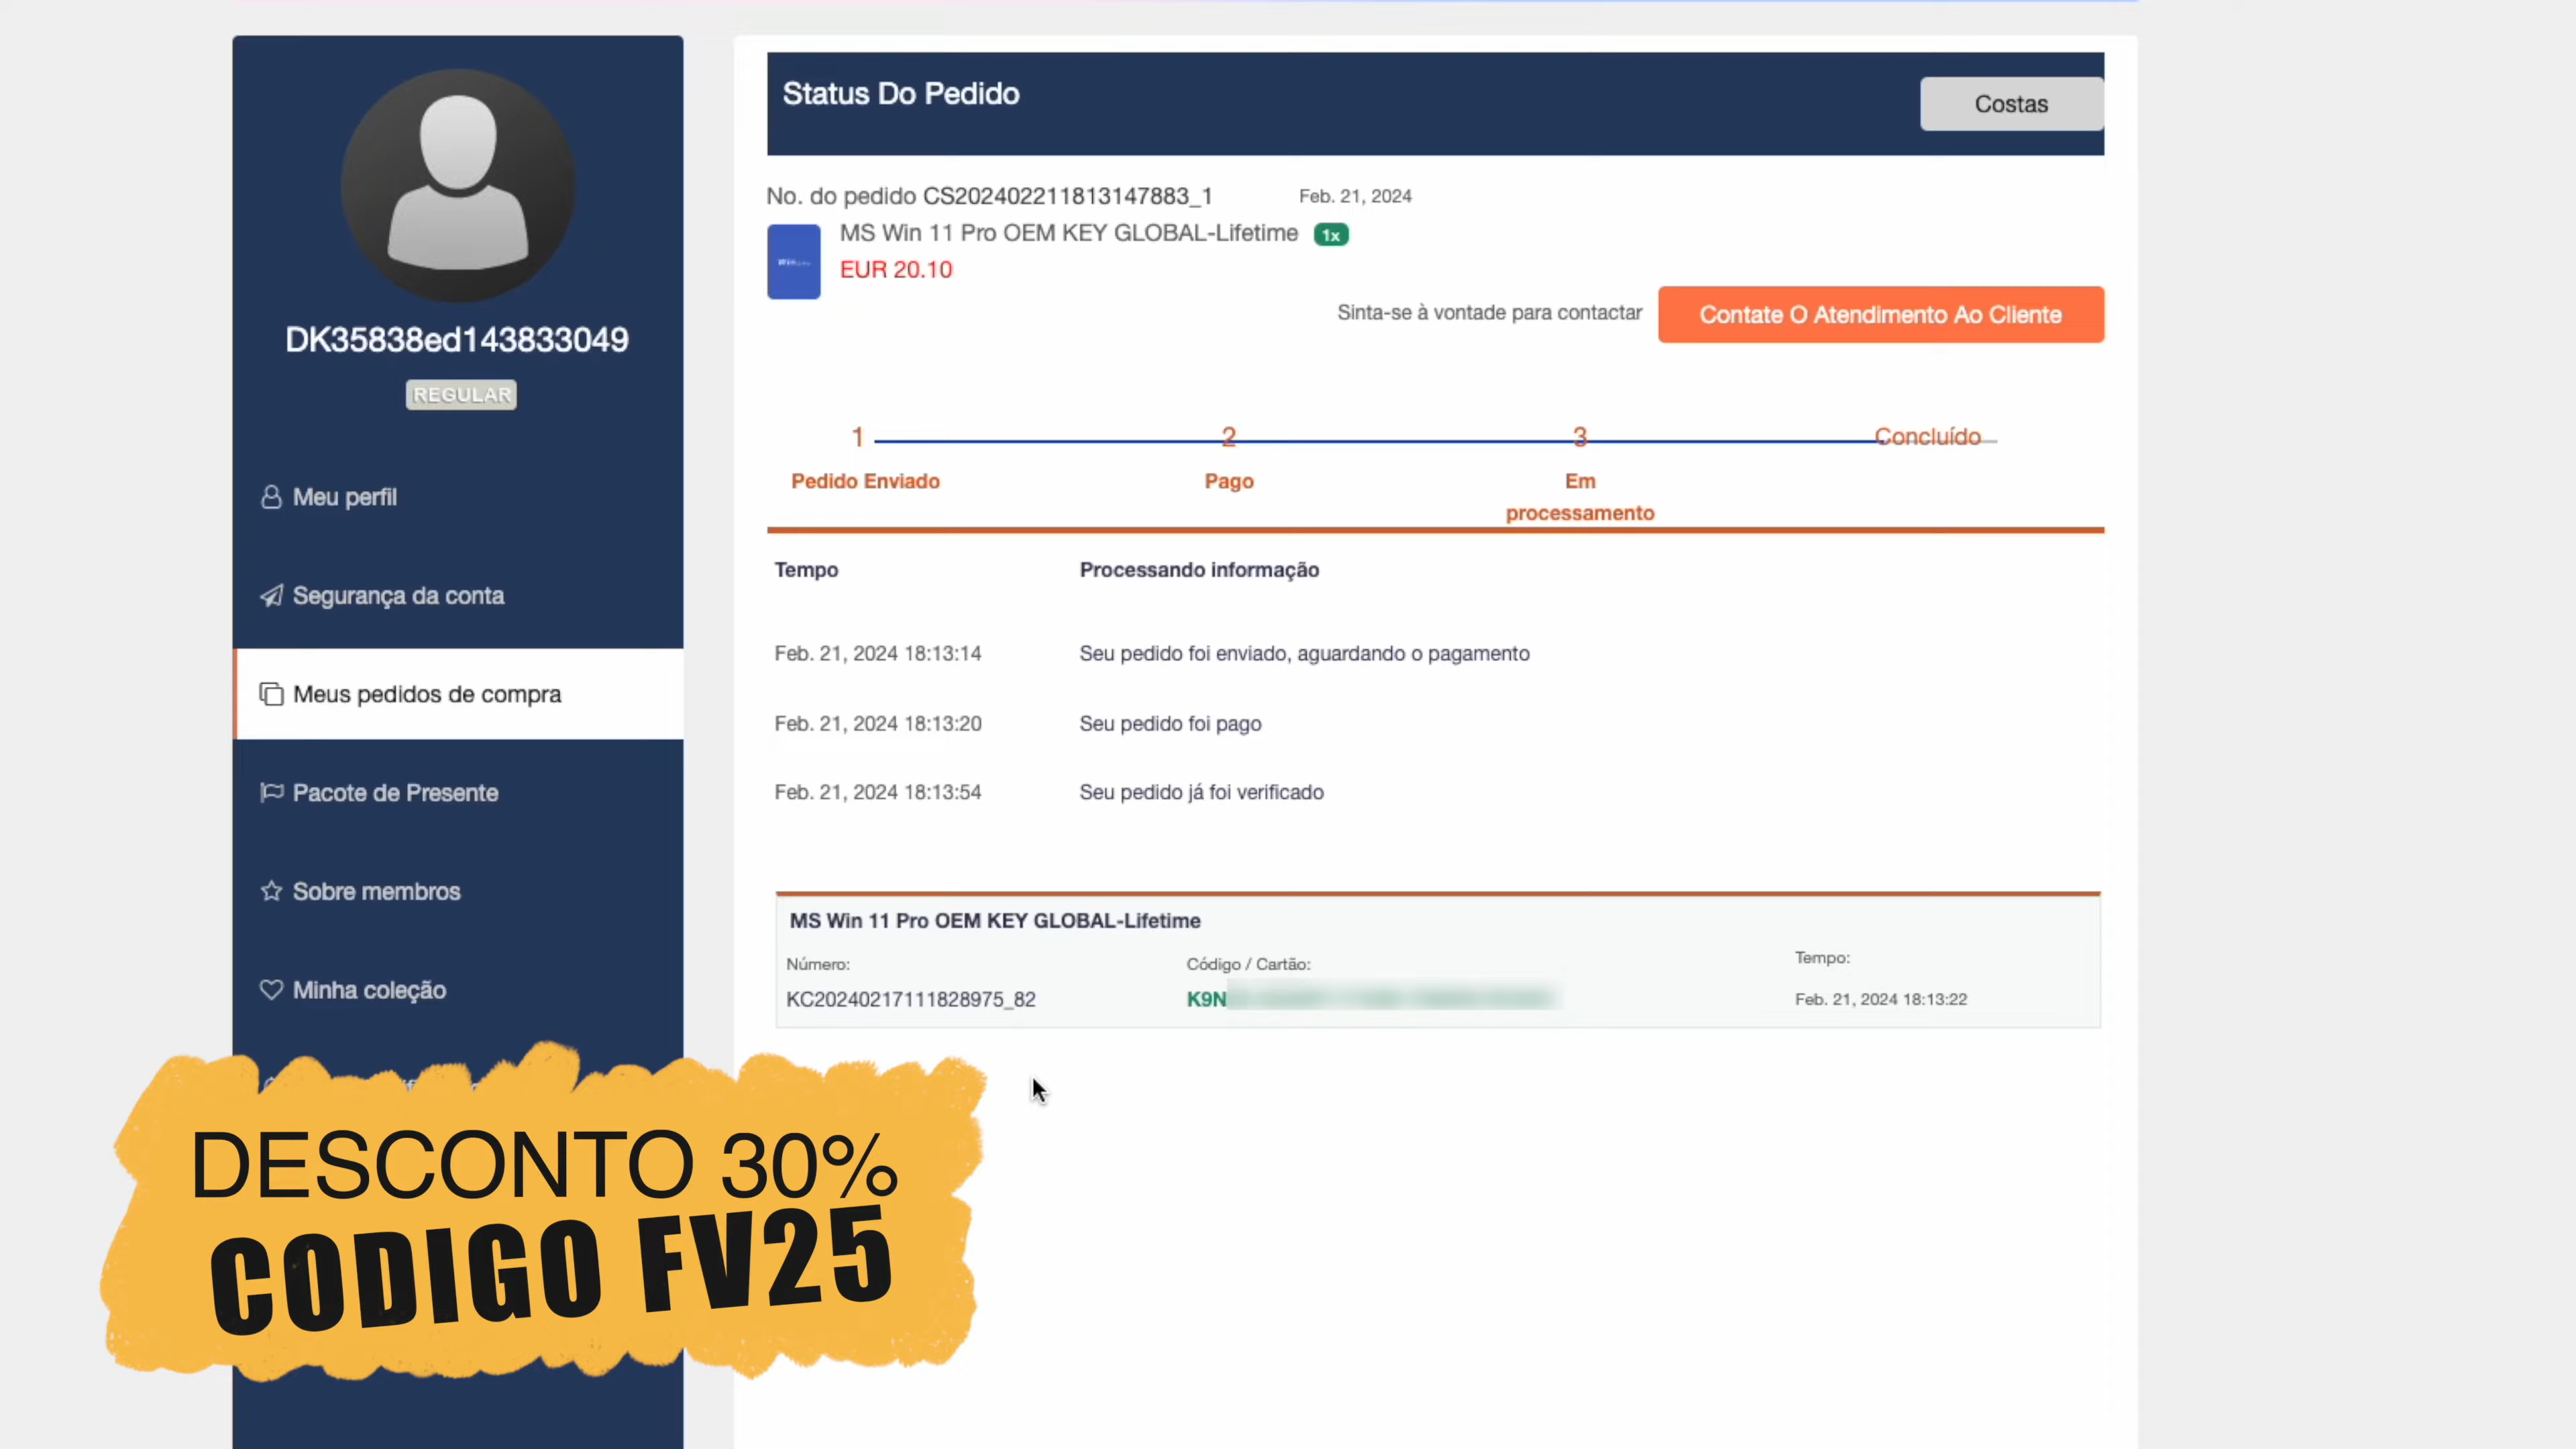 DK35838ed143833049
REGULAR
Meu perfil
Segurança da conta
Meus pedidos de compra
Pacote de Presente
Sobre membros
Minha coleção
Status Do Pedido
Costas
No. do pedido CS202402211813147883_1 Feb. 21, 2024
MS Win 11 Pro OEM KEY GLOBAL-Lifetime 1x
EUR 20.10
Sinta-se à vontade para contactar Contate O Atendimento Ao Cliente
1 2 3 Concluído
Pedido Enviado Pago Em
processamento
Tempo Processando informação
Feb. 21, 2024 18:13:14 Seu pedido foi enviado, aguardando o pagamento
Feb. 21, 2024 18:13:20 Seu pedido foi pago
Feb. 21, 2024 18:13:54 Seu pedido já foi verificado
MS Win 11 Pro OEM KEY GLOBAL-Lifetime
Número: Código / Cartão: Tempo:
KC20240217111828975_82 K9N Feb. 21, 2024 18:13:22
DESCONTO 30%
CODIGO FV25